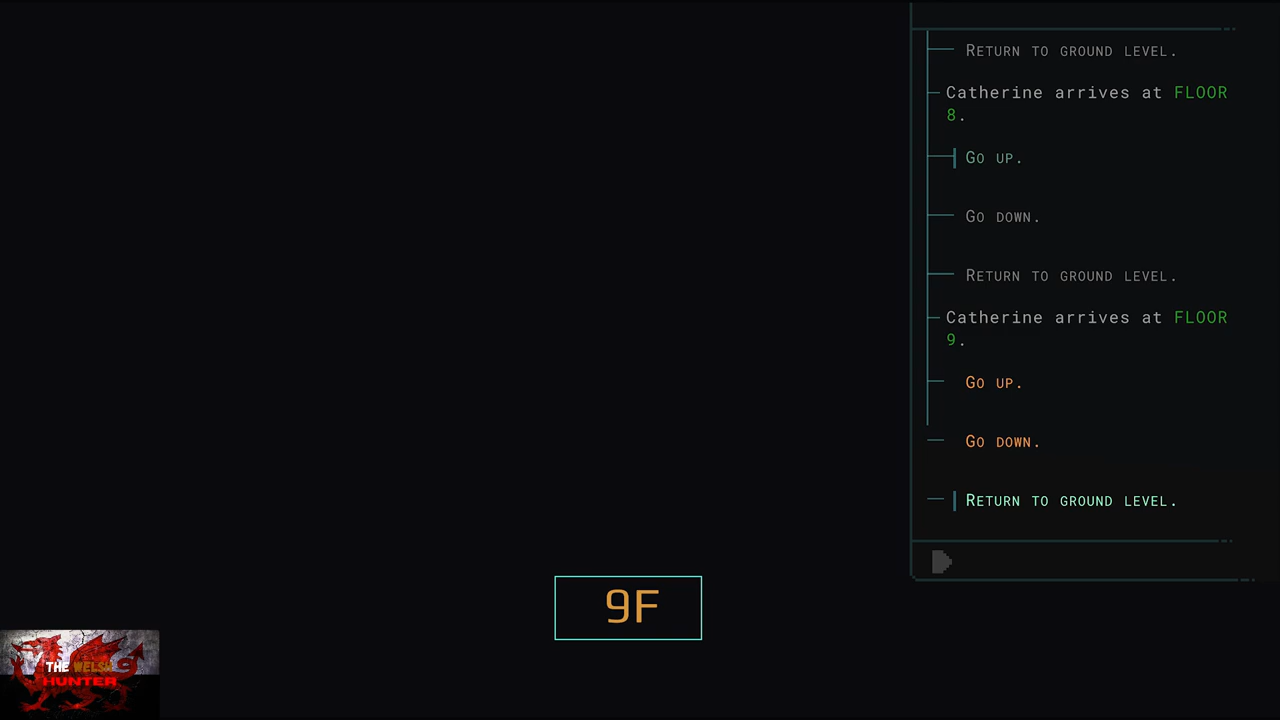 RETURN TO GROUND LEVEL.
Catherine arrives at FLOOR
8.
GO UP.
GO DOWN.
RETURN TO GROUND LEVEL.
Catherine arrives at FLOOR
9.
GO UP.
GO DOWN.
RETURN TO GROUND LEVEL.
9F
THE WELSH
HUNTER